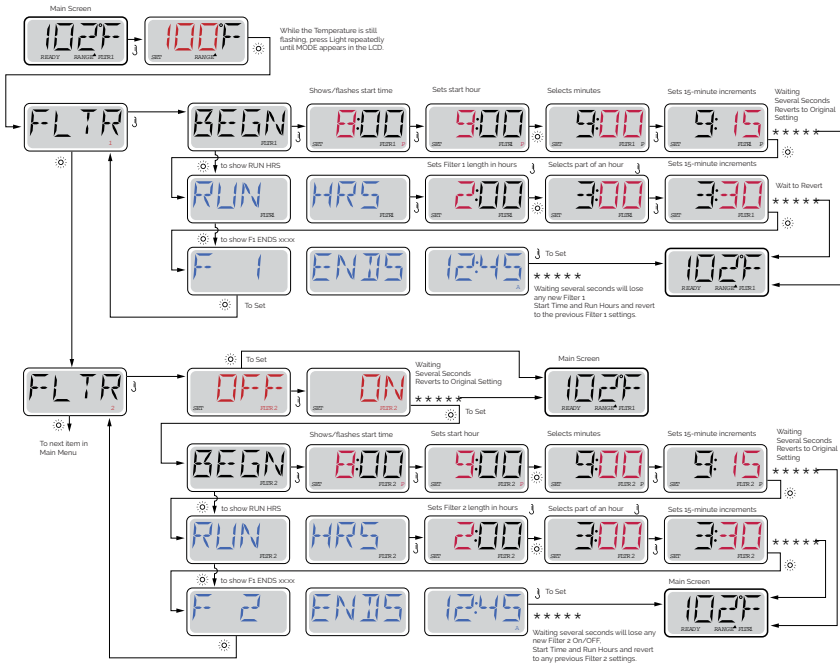 Main Screen
102°F
READY RANGE FLTR1
100°F
SET RANGE
While the Temperature is still
flashing, press Light repeatedly
until MODE appears in the LCD.
FLTR
1
BEGN
FLTR1
Shows/flashes start time
8:00
SET FLTR1 P
Sets start hour
9:00
SET FLTR1 P
Selects minutes
9:00
SET FLTR1 P
Sets 15-minute increments
9:15
SET FLTR1 P
Waiting
Several Seconds
Reverts to Original
Setting
* * * * *
to show RUN HRS
RUN
FLTR1
HRS
FLTR1
Sets Filter 1 length in hours
2:00
SET FLTR1
Selects part of an hour
3:00
SET FLTR1
Sets 15-minute increments
3:30
SET FLTR1
Wait to Revert
* * * * *
to show F1 ENDS xx:xx
F 1
ENDS
12:45
A
To Set
* * * * *
Waiting several seconds will lose
any new Filter 1
Start Time and Run Hours and revert
to the previous Filter 1 settings.
102°F
READY RANGE FLTR1
To Set
FLTR
2
To next item in
Main Menu
To Set
OFF
SET FLTR2
ON
SET FLTR2
Waiting
Several Seconds
Reverts to Original Setting
* * * * *
To Set
Main Screen
102°F
READY RANGE FLTR1
BEGN
FLTR2
Shows/flashes start time
8:00
SET FLTR2 P
Sets start hour
9:00
SET FLTR2 P
Selects minutes
9:00
SET FLTR2 P
Sets 15-minute increments
9:15
SET FLTR2 P
Waiting
Several Seconds
Reverts to Original
Setting
* * * * *
to show RUN HRS
RUN
FLTR2
HRS
FLTR2
Sets Filter 2 length in hours
2:00
SET FLTR2
Selects part of an hour
3:00
SET FLTR2
Sets 15-minute increments
3:30
SET FLTR2
* * * * *
to show F1 ENDS xx:xx
F 2
ENDS
12:45
A
To Set
* * * * *
Waiting several seconds will lose any
new Filter 2 On/OFF,
Start Time and Run Hours and revert
to any previous Filter 2 settings.
Main Screen
102°F
READY RANGE FLTR1